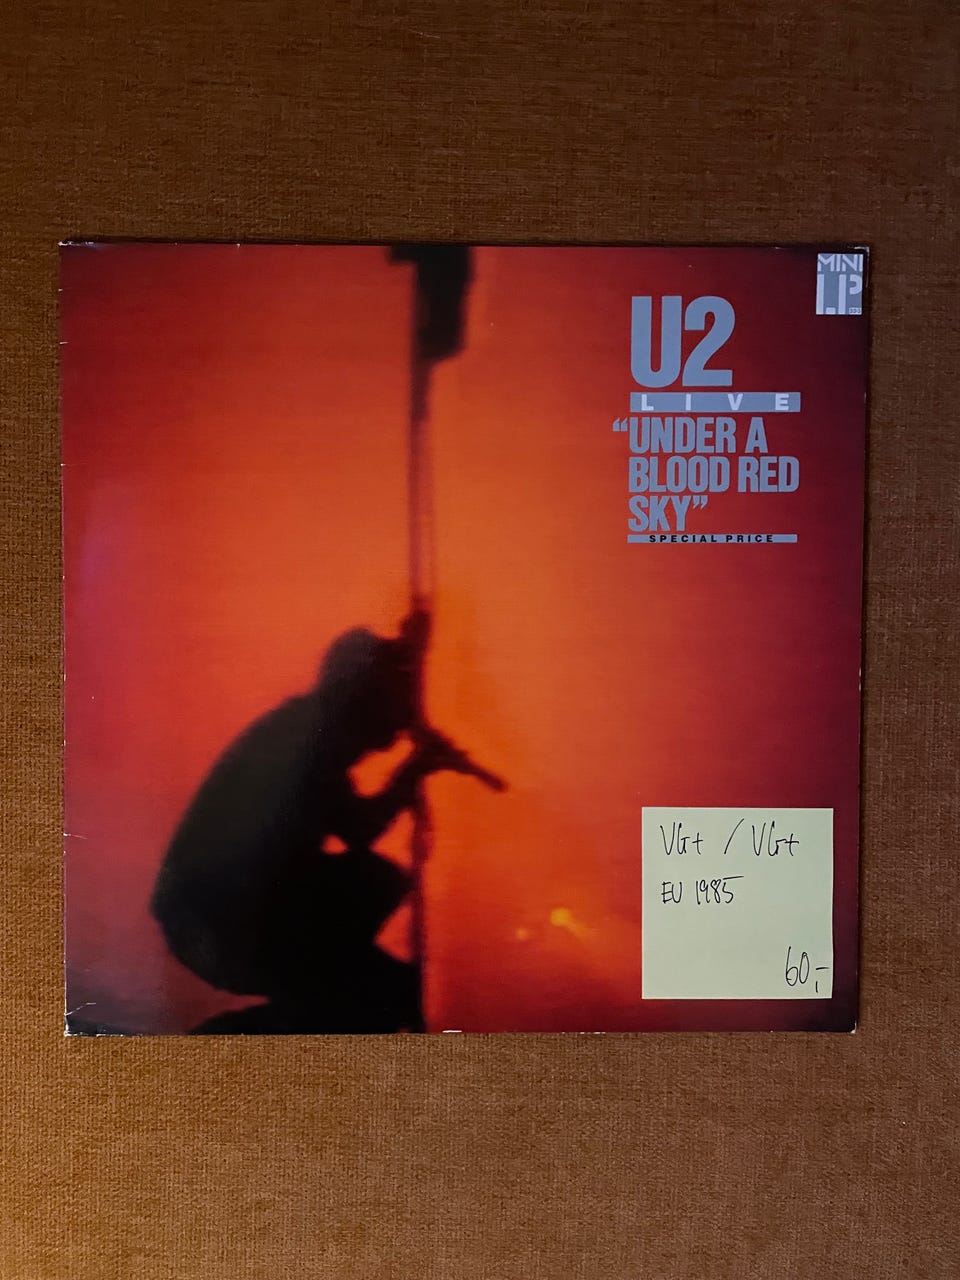 MINI
LP
U2
LIVE
“UNDER A
BLOOD RED
SKY”
SPECIAL PRICE
VG+ / VG+
EU 1985
60,-